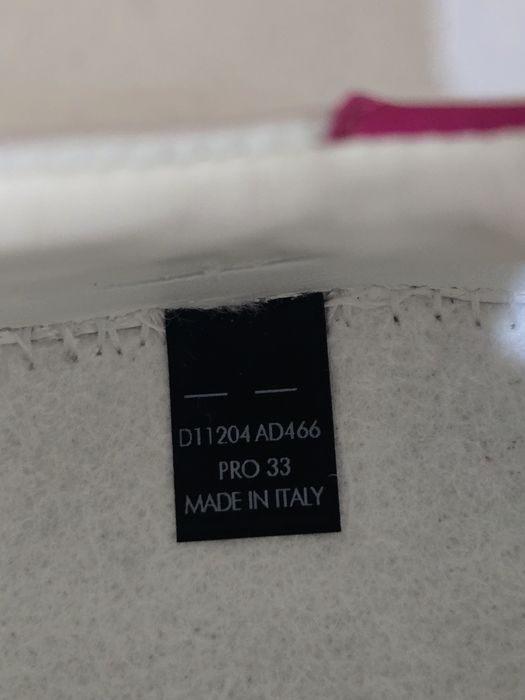 D11204 AD466
PRO 33
MADE IN ITALY